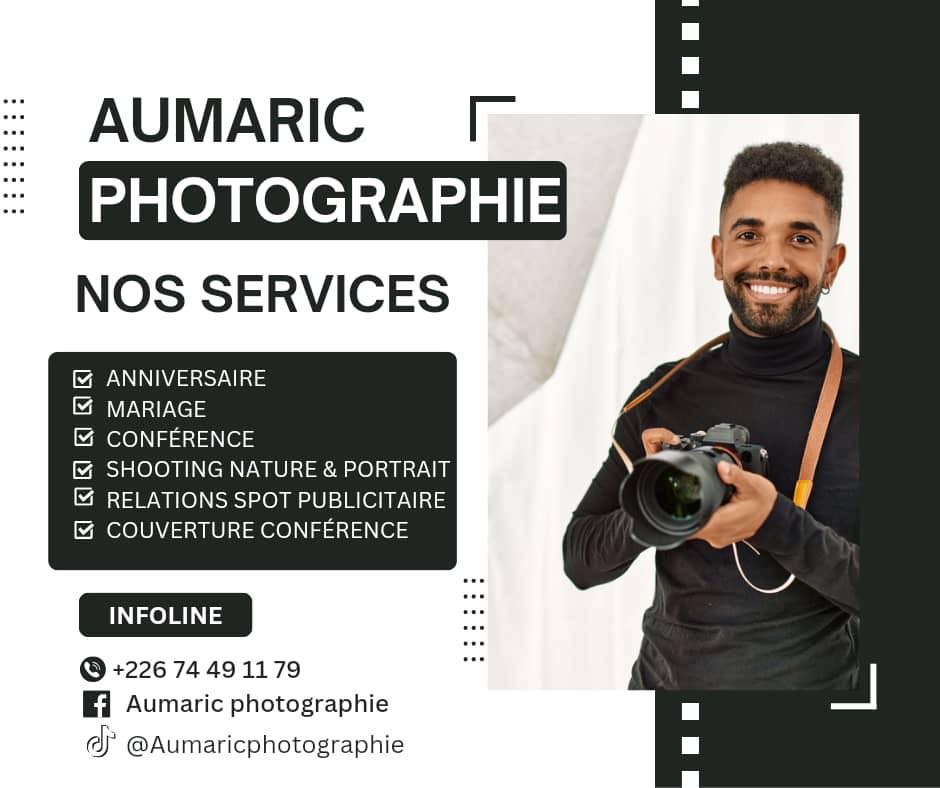 AUMARIC
PHOTOGRAPHIE
NOS SERVICES
ANNIVERSAIRE
MARIAGE
CONFÉRENCE
SHOOTING NATURE & PORTRAIT
RELATIONS SPOT PUBLICITAIRE
COUVERTURE CONFÉRENCE
INFOLINE
+226 74 49 11 79
Aumaric photographie
@Aumaricphotographie